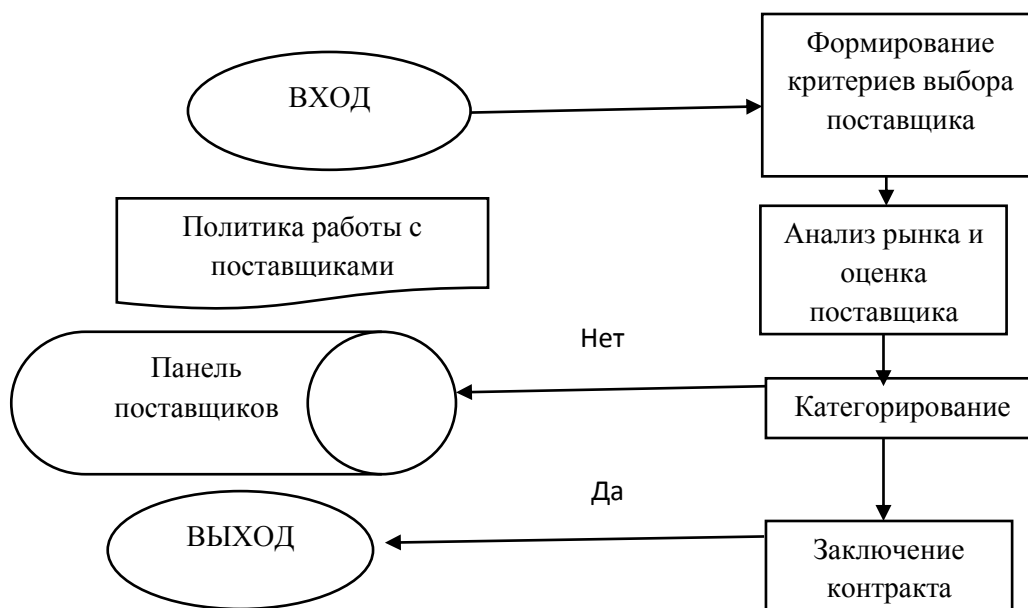 ВХОД
Формирование
критериев выбора
поставщика
Политика работы с
поставщиками
Анализ рынка и
оценка
поставщика
Нет
Панель
поставщиков
Категорирование
Да
ВЫХОД
Заключение
контракта